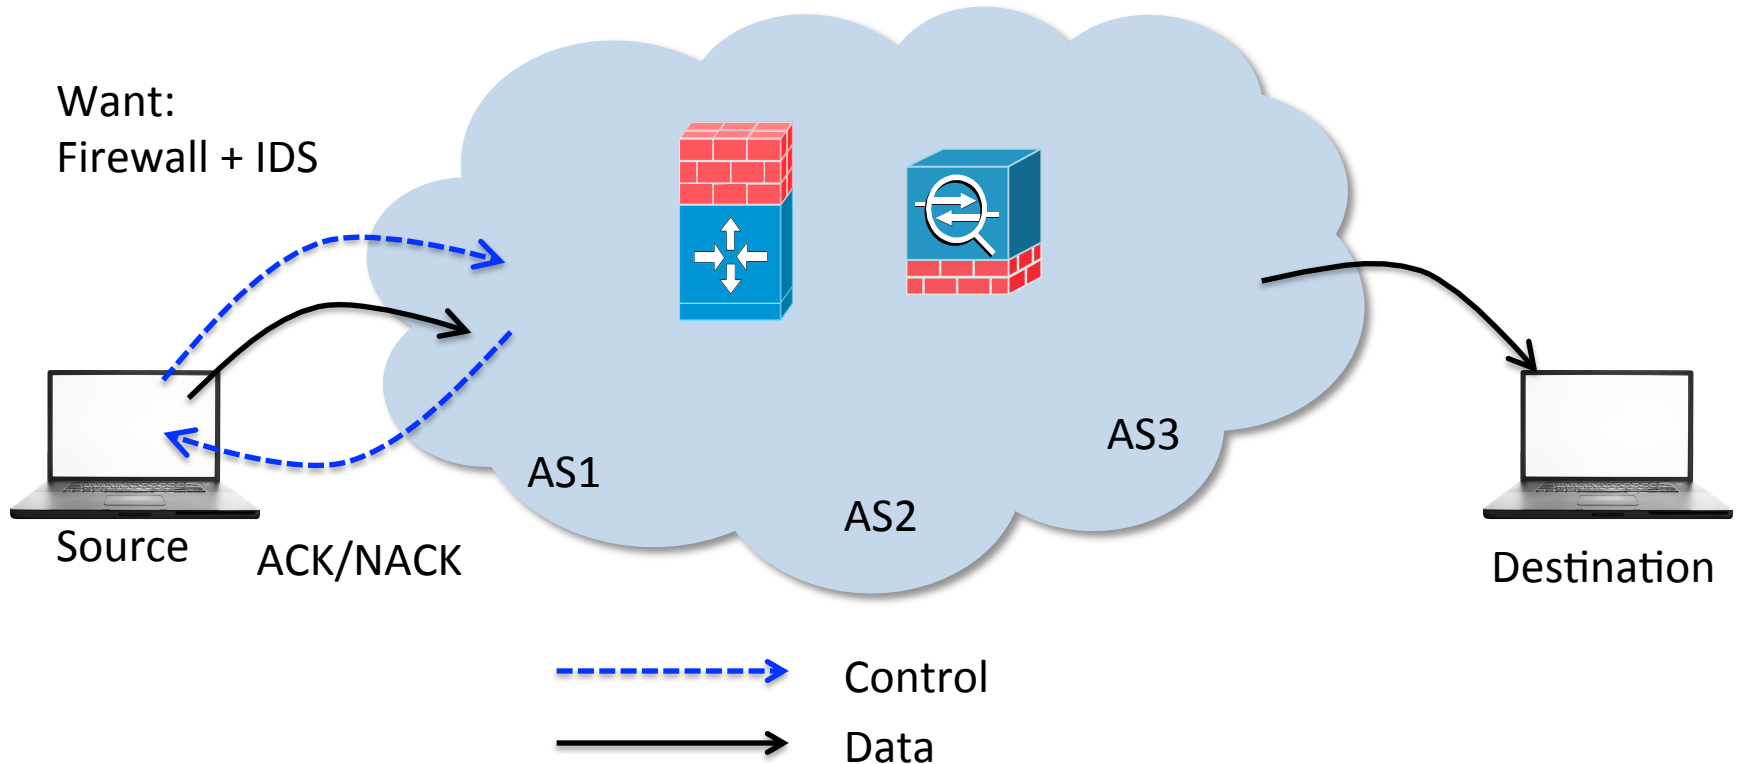 Want:
Firewall + IDS
AS3
AS1
AS2
Source
ACK/NACK
Destination
Control
Data